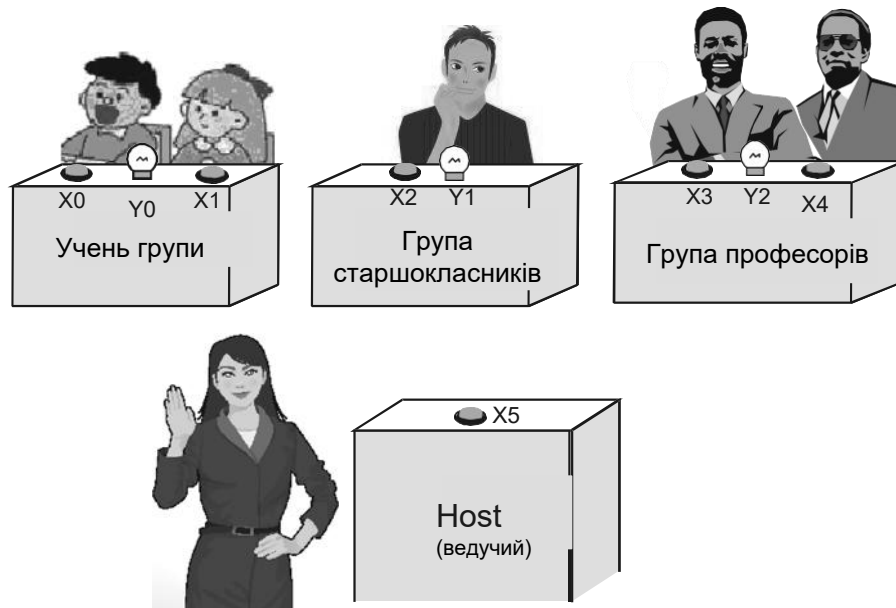 X0 Y0 X1
Учень групи
X2 Y1
Група
старшокласників
X3 Y2 X4
Група професорів
X5
Host
(ведучий)